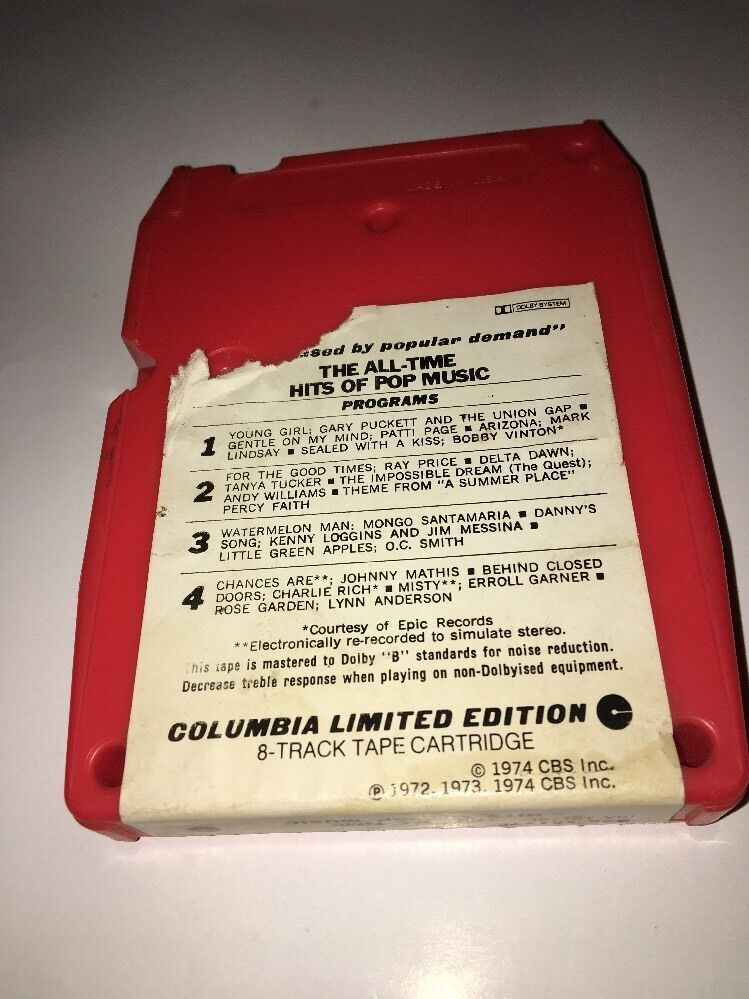 MADE U.S.A.
DOLBY SYSTEM
by popular demand"
THE ALL-TIME
HITS OF POP MUSIC
PROGRAMS
1 YOUNG GIRL; GARY PUCKETT AND THE UNION GAP ■
GENTLE ON MY MIND; PATTI PAGE ■ ARIZONA; MARK
LINDSAY ■ SEALED WITH A KISS; BOBBY VINTON*
2 FOR THE GOOD TIMES; RAY PRICE ■ DELTA DAWN;
TANYA TUCKER ■ THE IMPOSSIBLE DREAM (The Quest);
ANDY WILLIAMS ■ THEME FROM "A SUMMER PLACE"
PERCY FAITH
3 WATERMELON MAN; MONGO SANTAMARIA ■ DANNY'S
SONG; KENNY LOGGINS AND JIM MESSINA ■
LITTLE GREEN APPLES; O.C. SMITH
4 CHANCES ARE**; JOHNNY MATHIS ■ BEHIND CLOSED
DOORS; CHARLIE RICH* ■ MISTY**; ERROLL GARNER ■
ROSE GARDEN; LYNN ANDERSON
*Courtesy of Epic Records
**Electronically re-recorded to simulate stereo.
This tape is mastered to Dolby "B" standards for noise reduction.
Decrease treble response when playing on non-Dolbyised equipment.
COLUMBIA LIMITED EDITION
8-TRACK TAPE CARTRIDGE
© 1974 CBS Inc.
℗ 1972, 1973, 1974 CBS Inc.